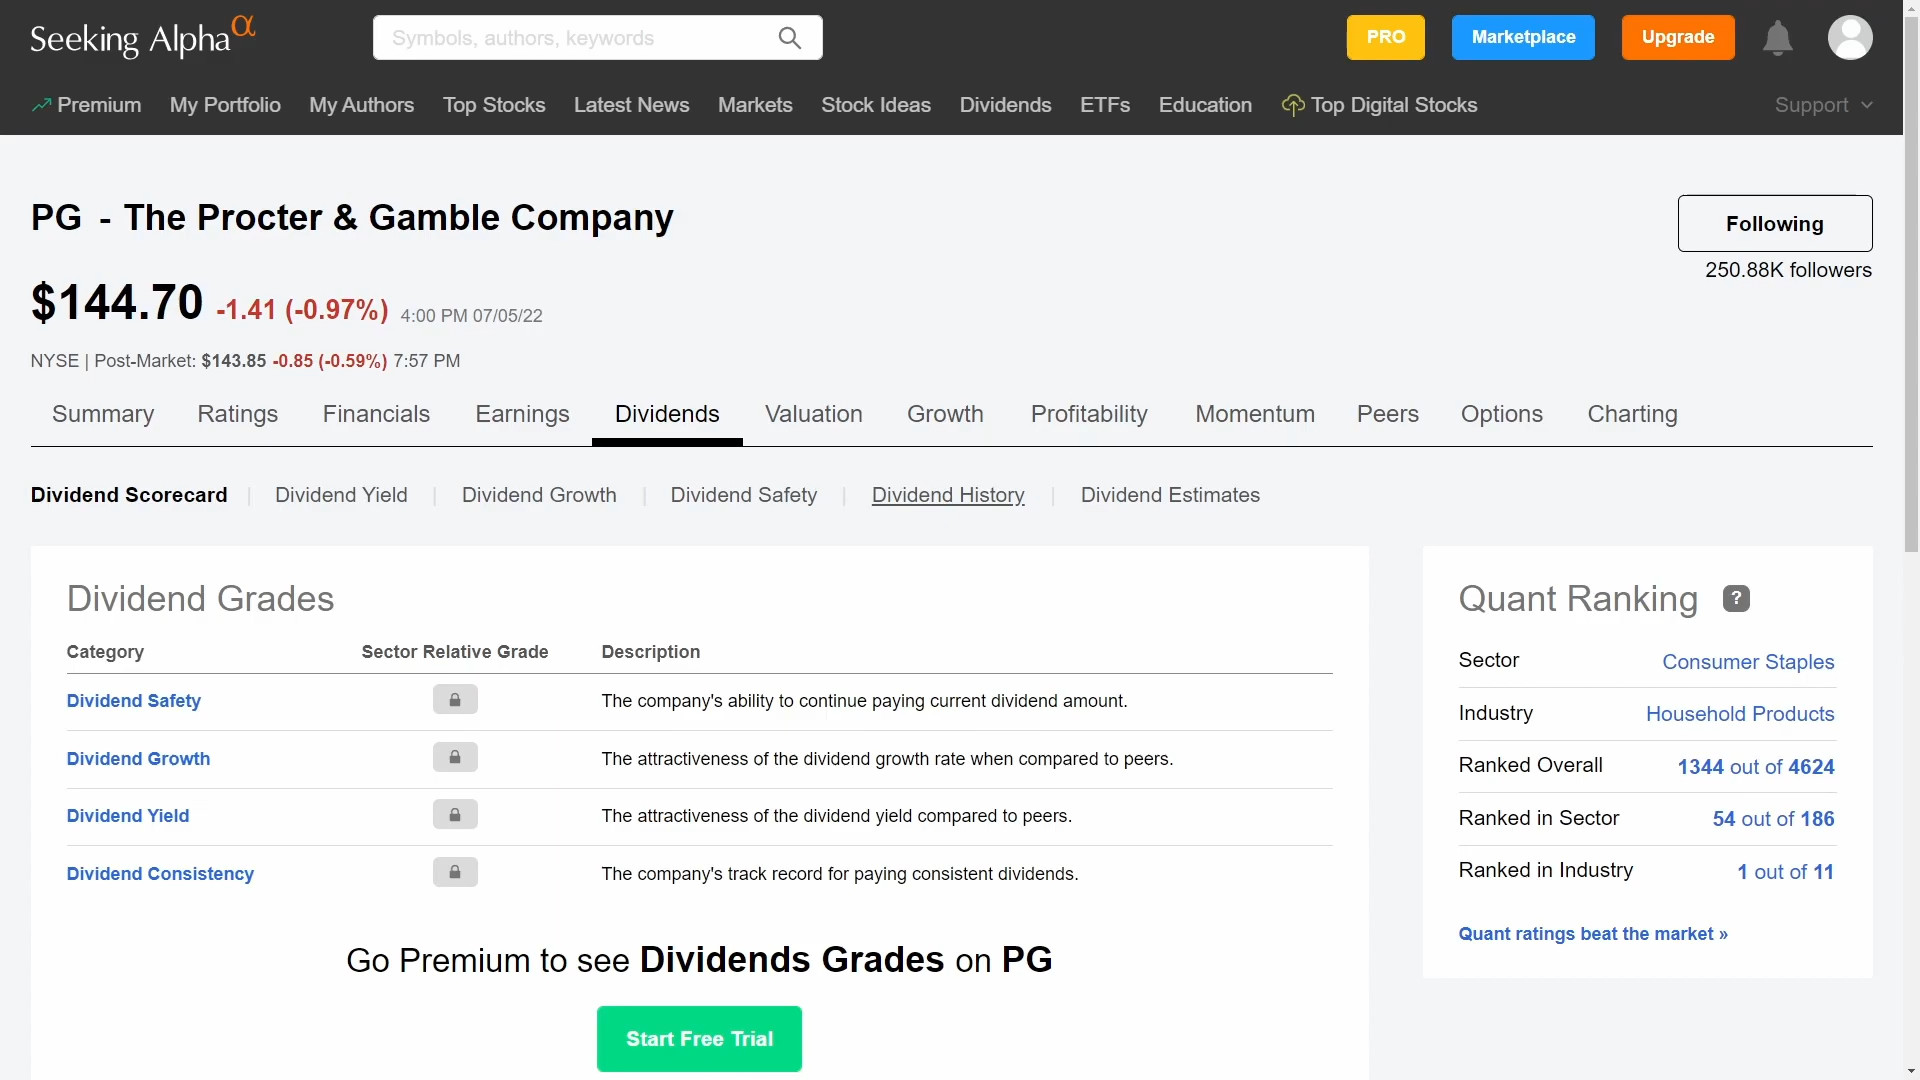 Seeking Alpha α
Symbols, authors, keywords
PRO
Marketplace
Upgrade
Premium
My Portfolio
My Authors
Top Stocks
Latest News
Markets
Stock Ideas
Dividends
ETFs
Education
Top Digital Stocks
Support
PG - The Procter & Gamble Company
Following
250.88K followers
$144.70 -1.41 (-0.97%) 4:00 PM 07/05/22
NYSE | Post-Market: $143.85 -0.85 (-0.59%) 7:57 PM
Summary
Ratings
Financials
Earnings
Dividends
Valuation
Growth
Profitability
Momentum
Peers
Options
Charting
Dividend Scorecard | Dividend Yield | Dividend Growth | Dividend Safety | Dividend History | Dividend Estimates
Dividend Grades
Category Sector Relative Grade Description
Dividend Safety The company's ability to continue paying current dividend amount.
Dividend Growth The attractiveness of the dividend growth rate when compared to peers.
Dividend Yield The attractiveness of the dividend yield compared to peers.
Dividend Consistency The company's track record for paying consistent dividends.
Go Premium to see Dividends Grades on PG
Start Free Trial
Quant Ranking ?
Sector Consumer Staples
Industry Household Products
Ranked Overall 1344 out of 4624
Ranked in Sector 54 out of 186
Ranked in Industry 1 out of 11
Quant ratings beat the market »